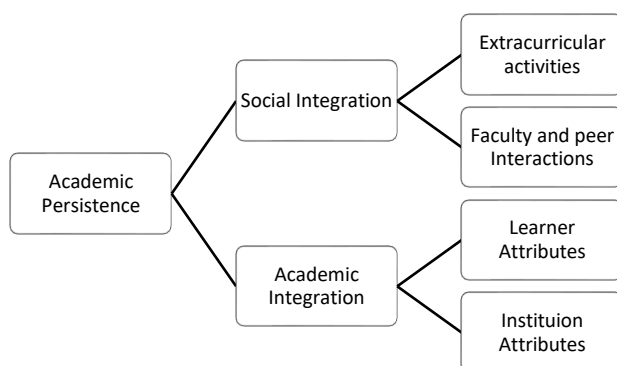 Extracurricular
activities
Social Integration
Faculty and peer
Interactions
Academic
Persistence
Learner
Attributes
Academic
Integration
Instituion
Attributes